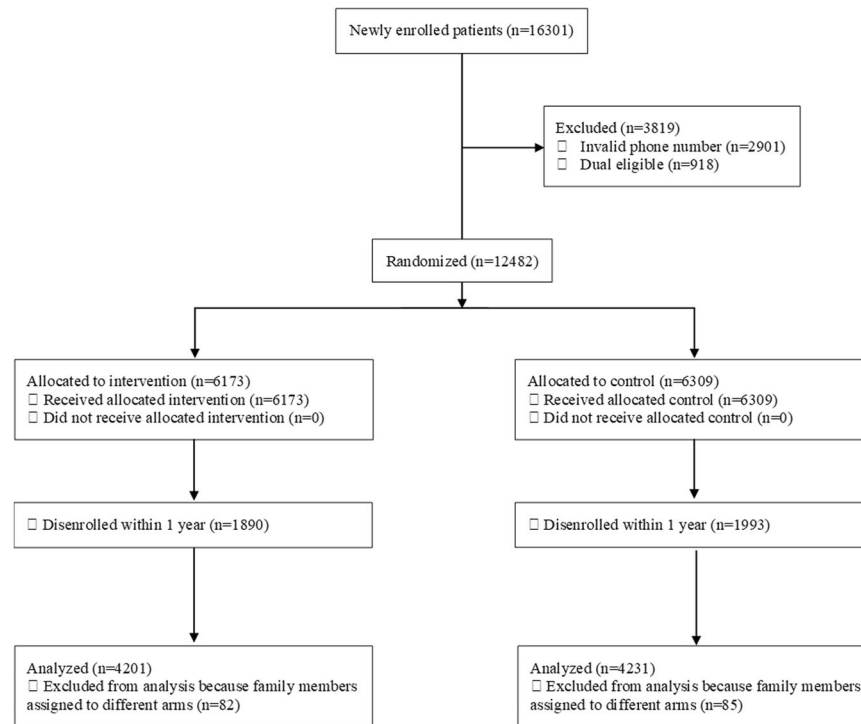 Newly enrolled patients (n=16301)
Excluded (n=3819)
☐ Invalid phone number (n=2901)
☐ Dual eligible (n=918)
Randomized (n=12482)
Allocated to intervention (n=6173)
☐ Received allocated intervention (n=6173)
☐ Did not receive allocated intervention (n=0)
Allocated to control (n=6309)
☐ Received allocated control (n=6309)
☐ Did not receive allocated control (n=0)
☐ Disenrolled within 1 year (n=1890)
☐ Disenrolled within 1 year (n=1993)
Analyzed (n=4201)
☐ Excluded from analysis because family members
assigned to different arms (n=82)
Analyzed (n=4231)
☐ Excluded from analysis because family members
assigned to different arms (n=85)